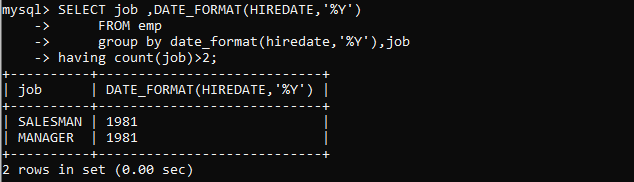 mysql> SELECT job ,DATE_FORMAT(HIREDATE,'%Y')
    ->      FROM emp
    ->      group by date_format(hiredate,'%Y'),job
    -> having count(job)>2;
+----------+----------------------------+
| job      | DATE_FORMAT(HIREDATE,'%Y') |
+----------+----------------------------+
| SALESMAN | 1981                       |
| MANAGER  | 1981                       |
+----------+----------------------------+
2 rows in set (0.00 sec)